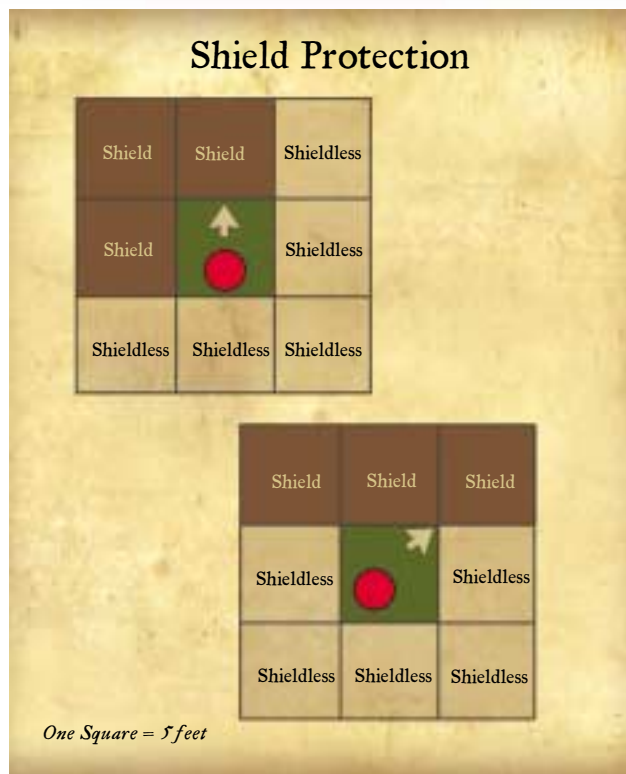 Shield Protection
Shield Shield Shieldless
Shield Shieldless
Shieldless Shieldless Shieldless
Shield Shield Shield
Shieldless Shieldless
Shieldless Shieldless Shieldless
One Square = 5 feet